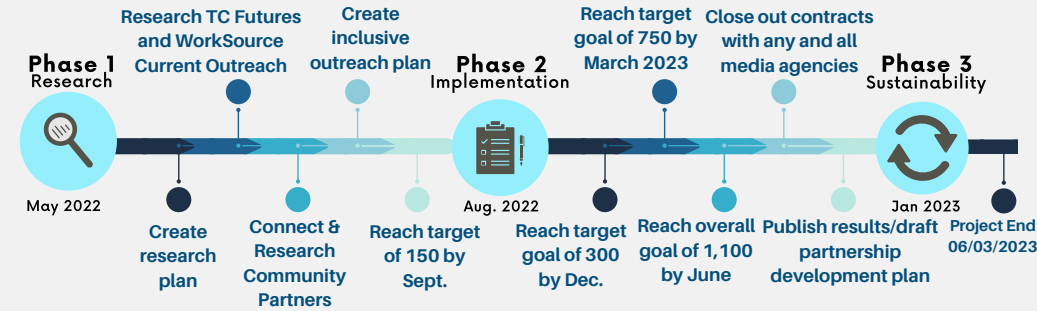 Phase 1
Research
May 2022
Create
research
plan
Research TC Futures
and WorkSource
Current Outreach
Connect &
Research
Community
Partners
Create
inclusive
outreach plan
Reach target
of 150 by
Sept.
Phase 2
Implementation
Aug. 2022
Reach target
goal of 300
by Dec.
Reach target
goal of 750 by
March 2023
Reach overall
goal of 1,100
by June
Close out contracts
with any and all
media agencies
Publish results/draft
partnership
development plan
Phase 3
Sustainability
Jan 2023
Project End
06/03/2023